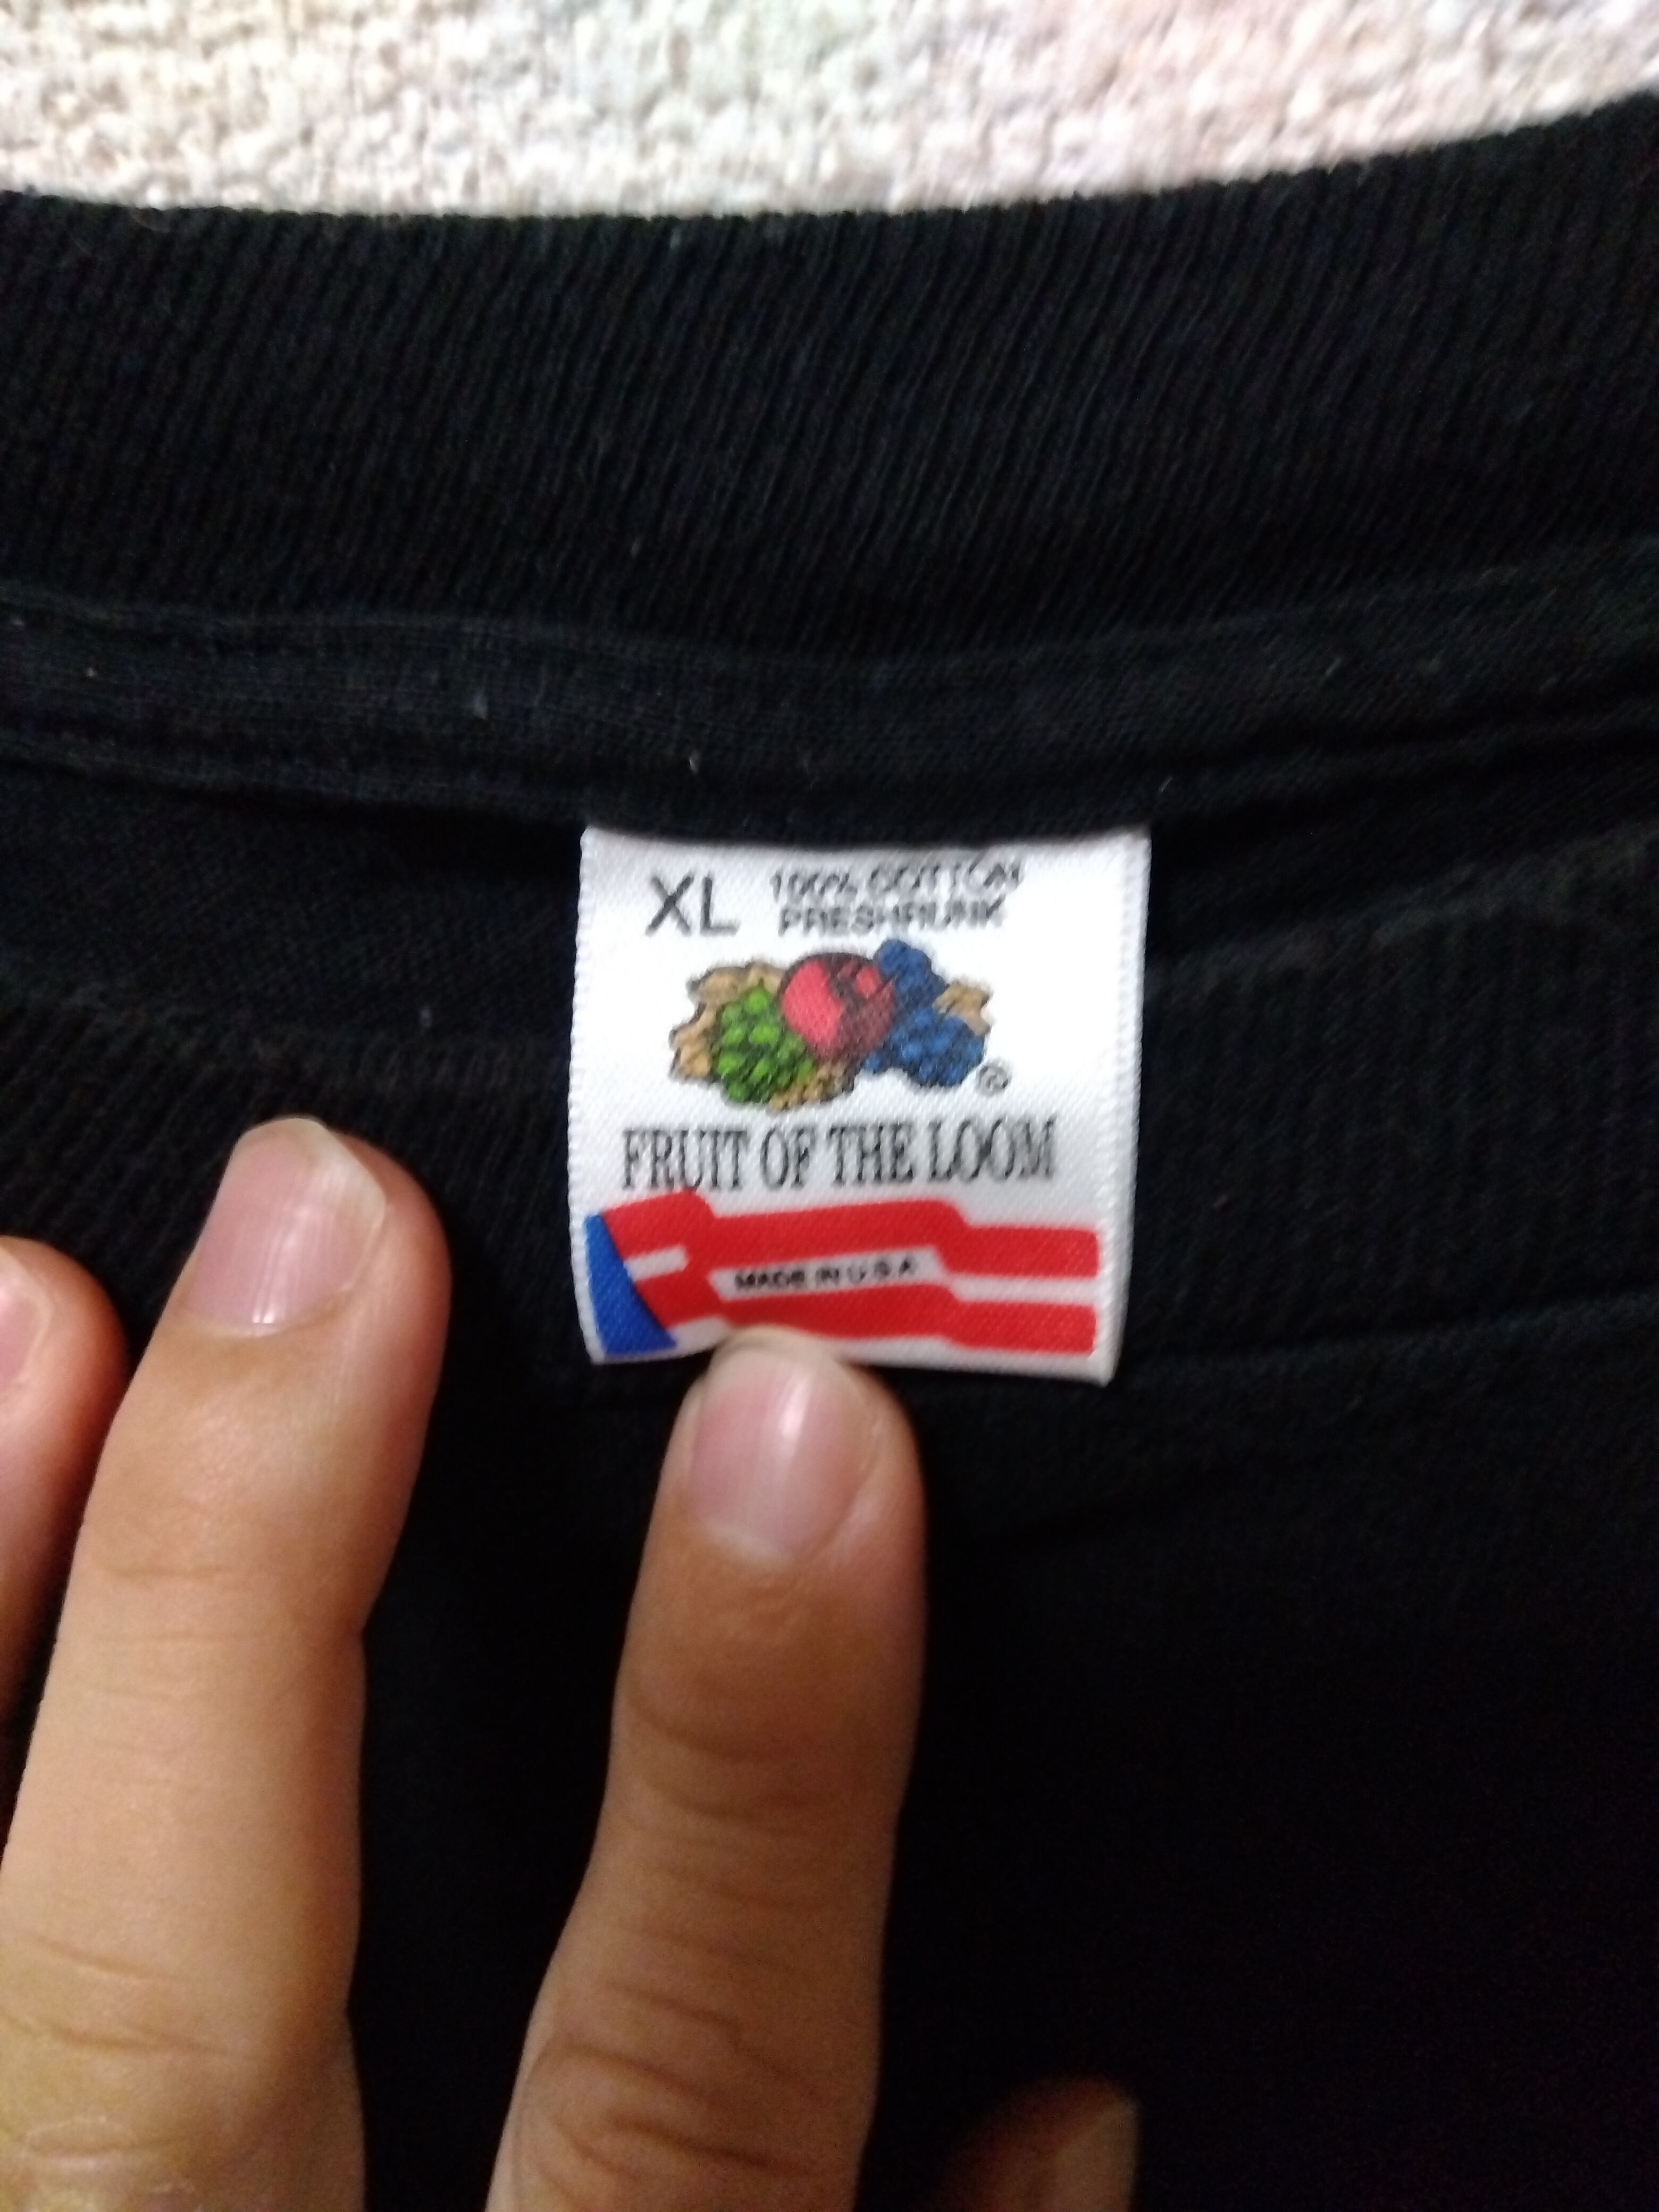 XL 100% COTTON
PRESHRUNK
®
FRUIT OF THE LOOM
MADE IN U.S.A